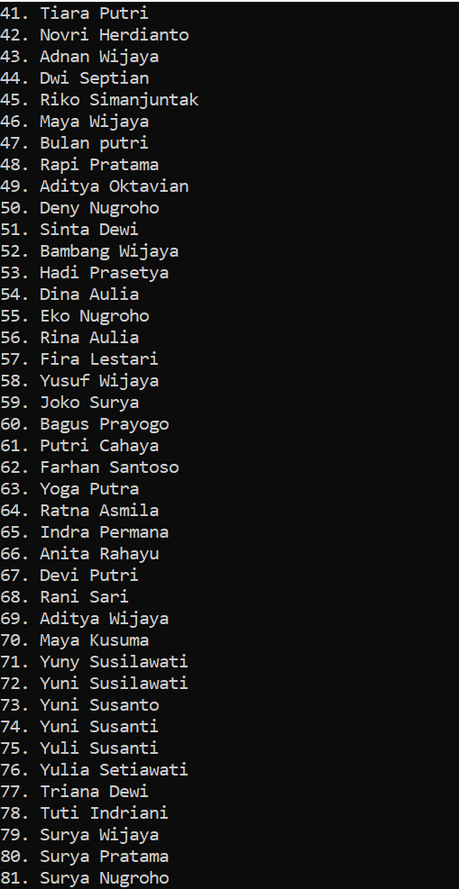 41. Tiara Putri
42. Novri Herdianto
43. Adnan Wijaya
44. Dwi Septian
45. Riko Simanjuntak
46. Maya Wijaya
47. Bulan putri
48. Rapi Pratama
49. Aditya Oktavian
50. Deny Nugroho
51. Sinta Dewi
52. Bambang Wijaya
53. Hadi Prasetya
54. Dina Aulia
55. Eko Nugroho
56. Rina Aulia
57. Fira Lestari
58. Yusuf Wijaya
59. Joko Surya
60. Bagus Prayogo
61. Putri Cahaya
62. Farhan Santoso
63. Yoga Putra
64. Ratna Asmila
65. Indra Permana
66. Anita Rahayu
67. Devi Putri
68. Rani Sari
69. Aditya Wijaya
70. Maya Kusuma
71. Yuny Susilawati
72. Yuni Susilawati
73. Yuni Susanto
74. Yuni Susanti
75. Yuli Susanti
76. Yulia Setiawati
77. Triana Dewi
78. Tuti Indriani
79. Surya Wijaya
80. Surya Pratama
81. Surya Nugroho